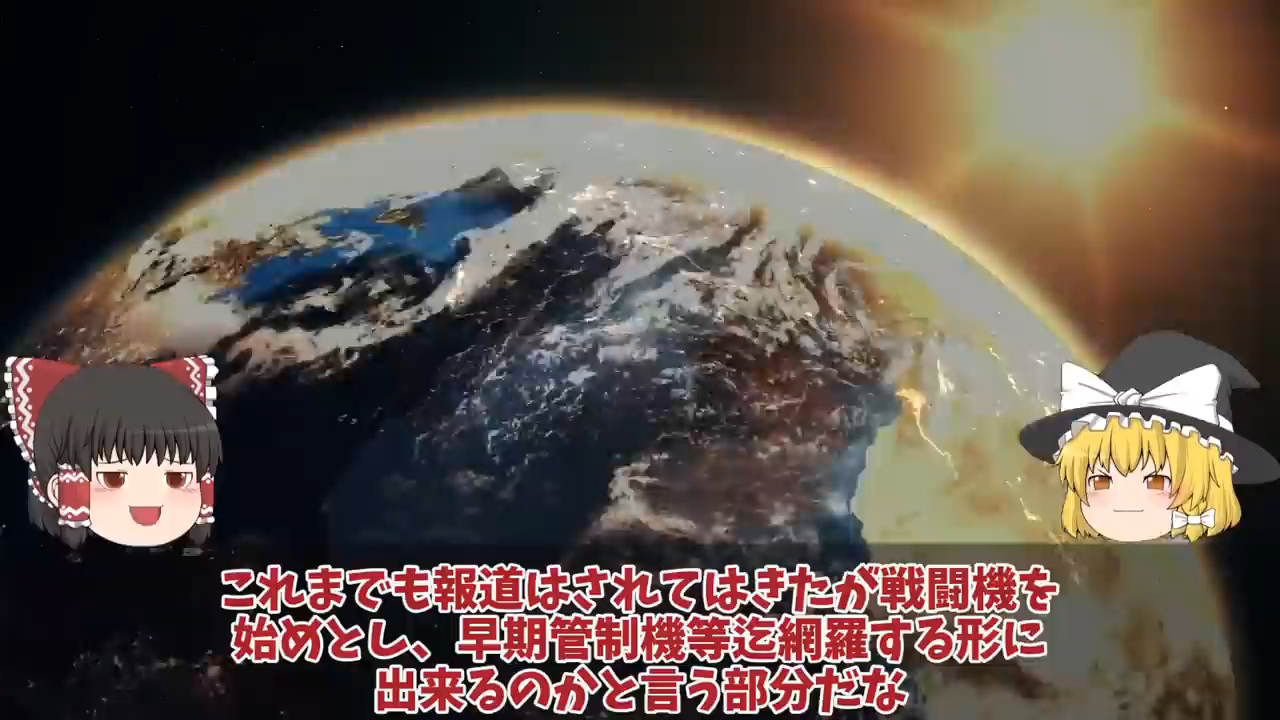 これまでも報道はされてはきたが戦闘機を
始めとし、早期管制機等迄網羅する形に
出来るのかと言う部分だな